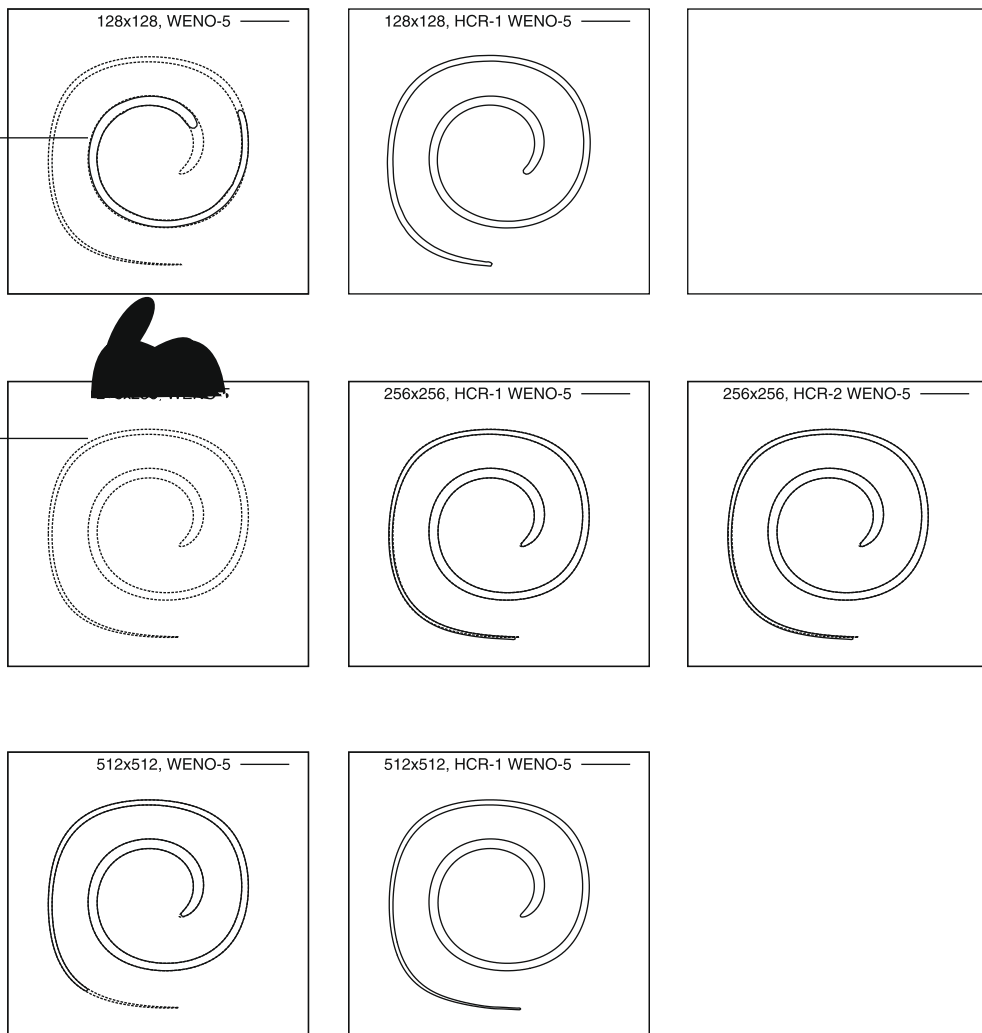 128x128, WENO-5
128x128, HCR-1 WENO-5
256x256, HCR-1 WENO-5
256x256, HCR-2 WENO-5
512x512, WENO-5
512x512, HCR-1 WENO-5